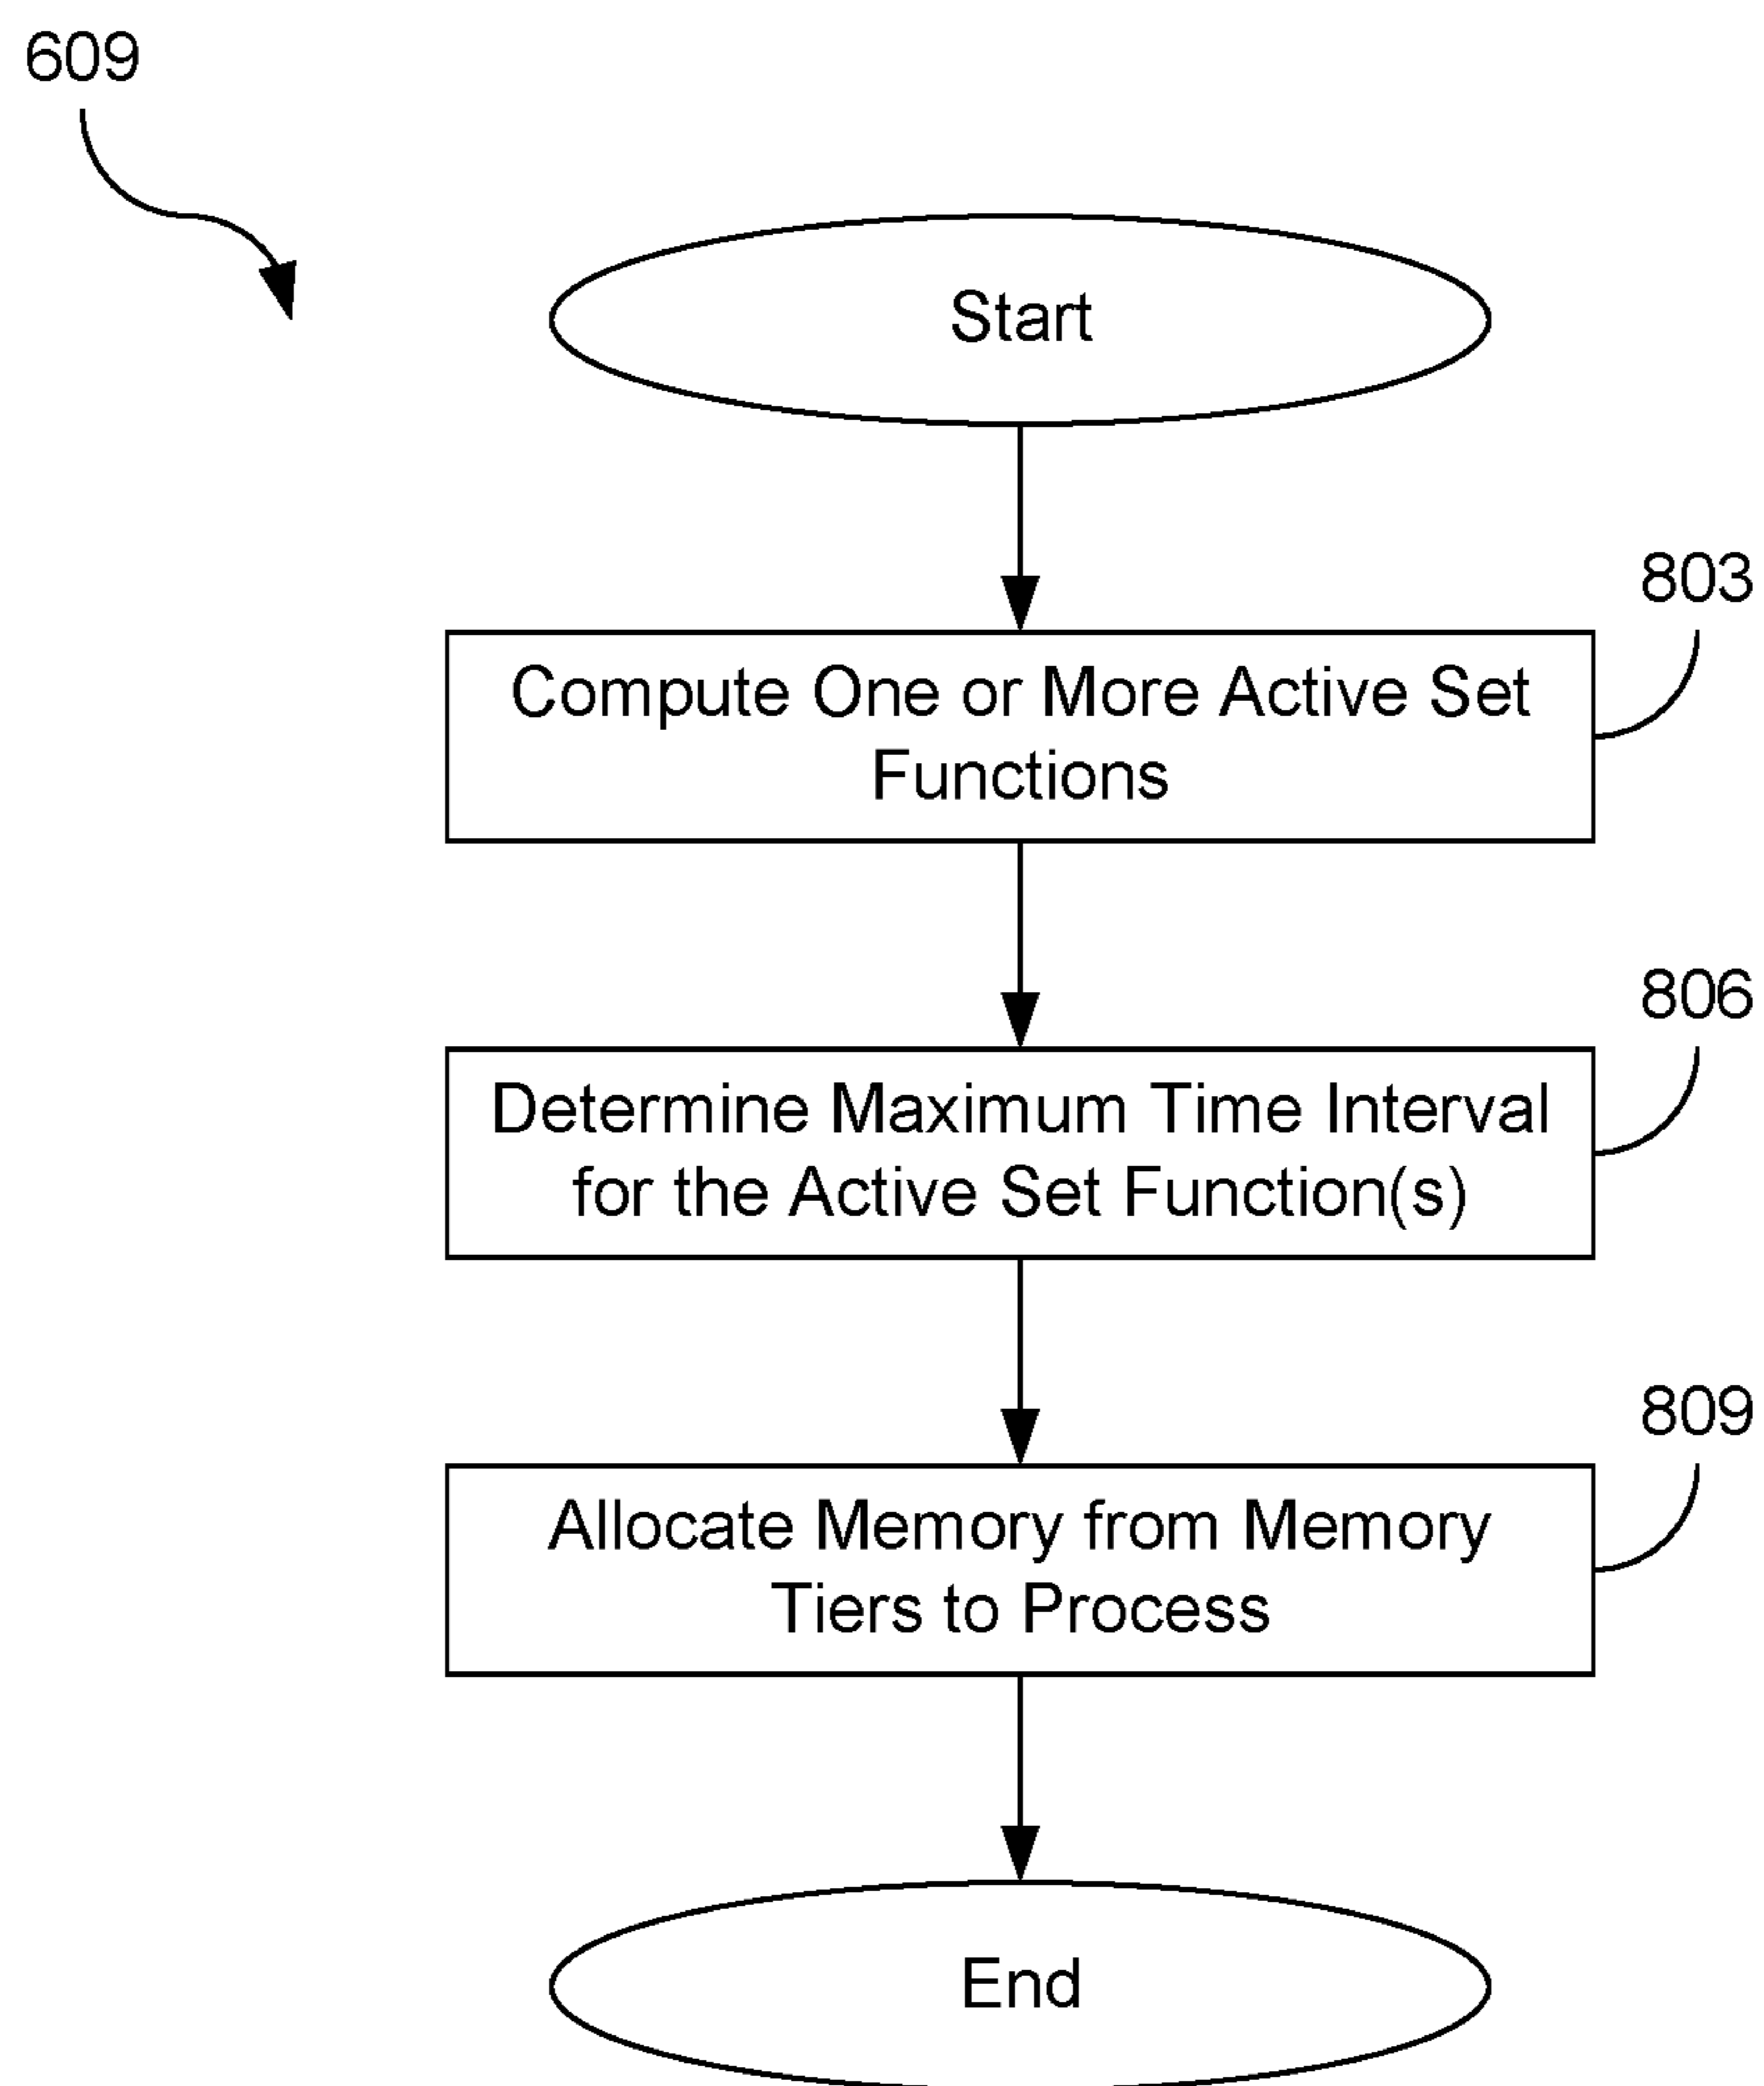 609
Start
803
Compute One or More Active Set
Functions
806
Determine Maximum Time Interval
for the Active Set Function(s)
809
Allocate Memory from Memory
Tiers to Process
End